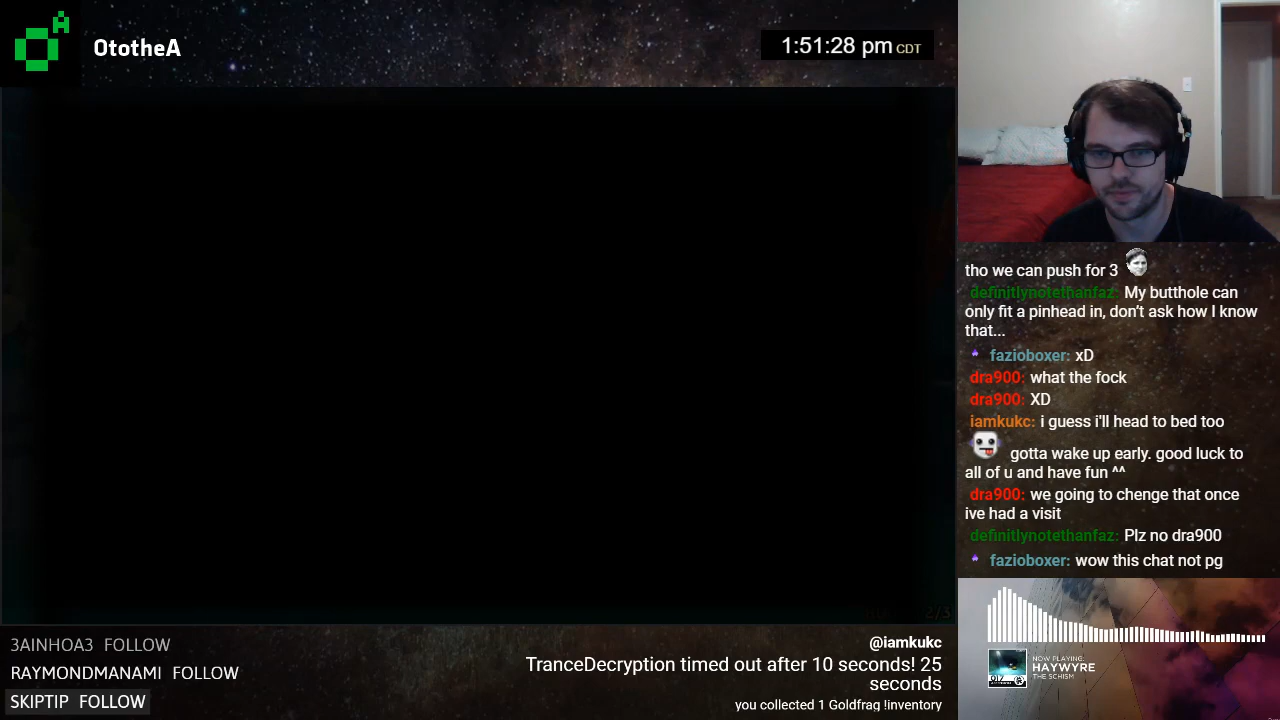 OtotheA
1:51:28 pm CDT
tho we can push for 3
definitlynotethanfaz: My butthole can
only fit a pinhead in, don't ask how I know
that...
fazioboxer: xD
dra900: what the fock
dra900: XD
iamkukc: i guess i'll head to bed too
gotta wake up early. good luck to
all of u and have fun ^^
dra900: we going to chenge that once
ive had a visit
definitlynotethanfaz: Plz no dra900
fazioboxer: wow this chat not pg
2/3
3AINHOA3 FOLLOW
RAYMONDMANAMI FOLLOW
SKIPTIP FOLLOW
@iamkukc
TranceDecryption timed out after 10 seconds! 25
seconds
you collected 1 Goldfrag !inventory
NOW PLAYING:
HAYWYRE
THE SCHISM